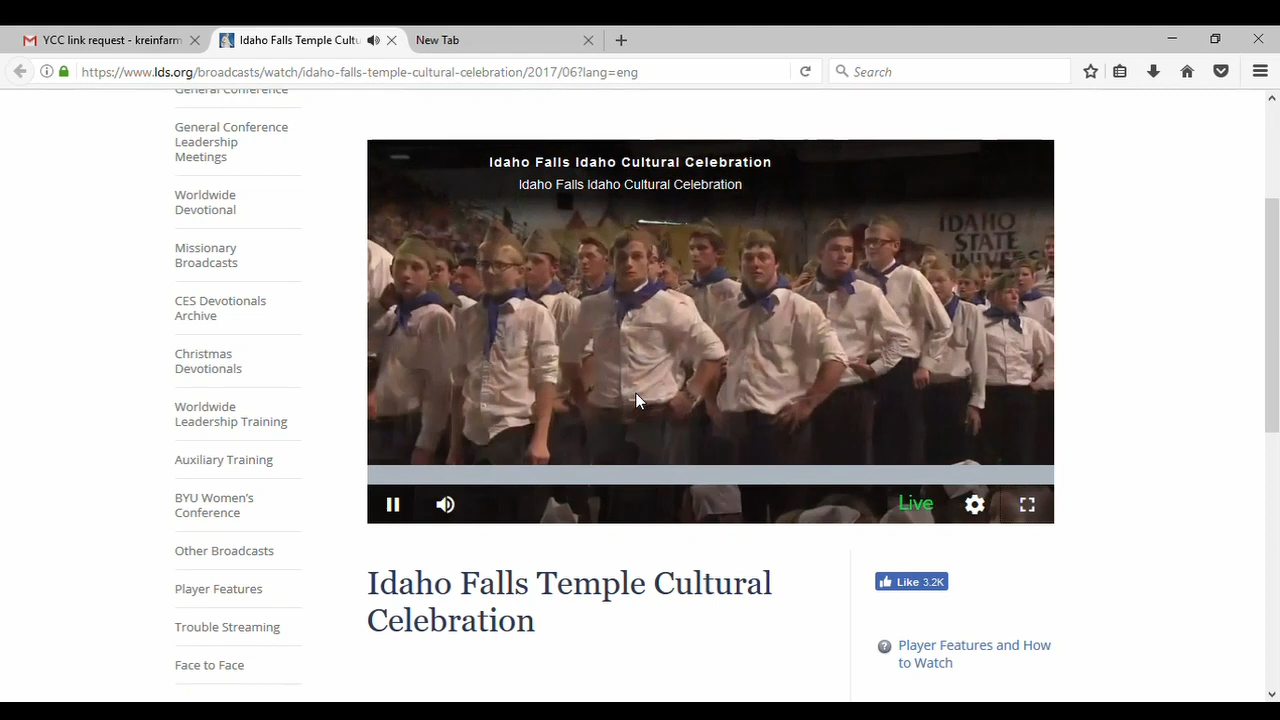 YCC link request - kreinfarm
Idaho Falls Temple Cultu
New Tab
https://www.lds.org/broadcasts/watch/idaho-falls-temple-cultural-celebration/2017/06?lang=eng
Search
General Conference
General Conference
Leadership
Meetings
Worldwide
Devotional
Missionary
Broadcasts
CES Devotionals
Archive
Christmas
Devotionals
Worldwide
Leadership Training
Auxiliary Training
BYU Women's
Conference
Other Broadcasts
Player Features
Trouble Streaming
Face to Face
Idaho Falls Idaho Cultural Celebration
Idaho Falls Idaho Cultural Celebration
IDAHO
STATE
Live
Idaho Falls Temple Cultural
Celebration
Like 3.2K
? Player Features and How
to Watch